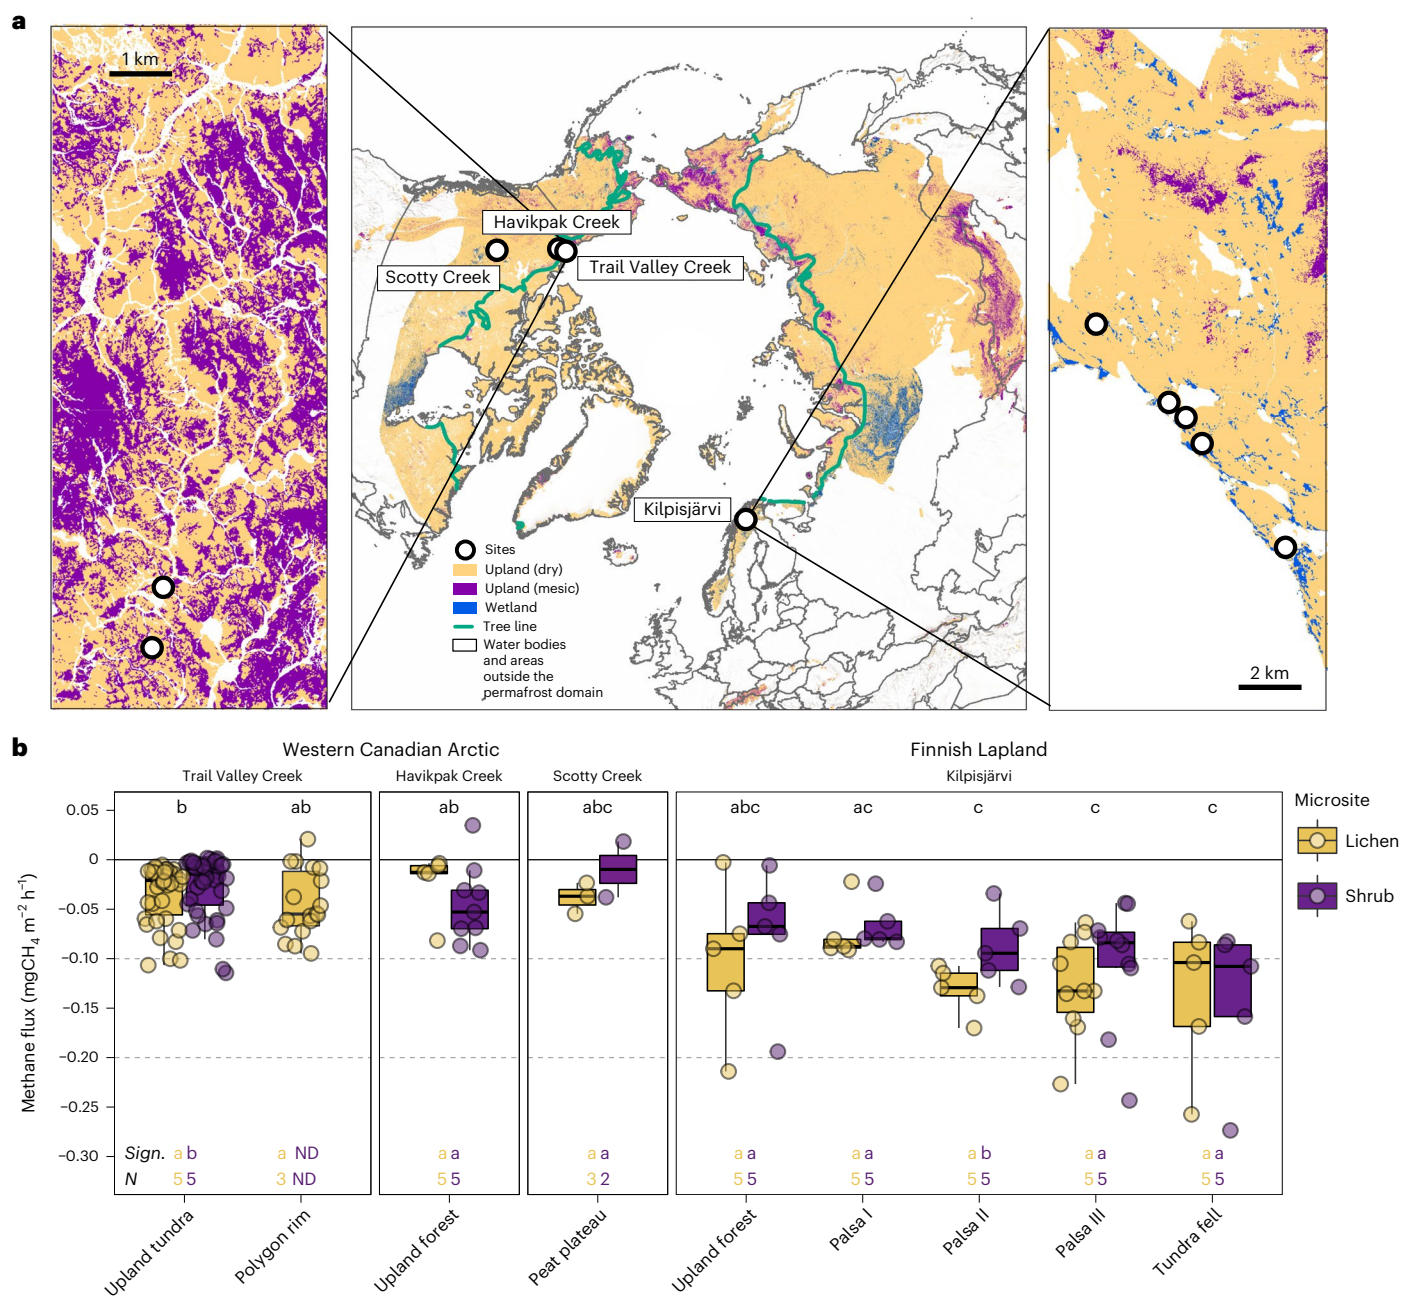 a
1 km
Havikpak Creek
Scotty Creek
Trail Valley Creek
Kilpisjärvi
Sites
Upland (dry)
Upland (mesic)
Wetland
Tree line
Water bodies
and areas
outside the
permafrost domain
2 km
b
Western Canadian Arctic
Finnish Lapland
Trail Valley Creek
Havikpak Creek
Scotty Creek
Kilpisjärvi
Methane flux (mgCH4 m−2 h−1)
0.05
0
−0.05
−0.10
−0.15
−0.20
−0.25
−0.30
b ab ab abc abc ac c c c
Sign. a b a ND a a a a a a a a a b a a a a
N 5 5 3 ND 5 5 3 2 5 5 5 5 5 5 5 5 5 5
Upland tundra
Polygon rim
Upland forest
Peat plateau
Upland forest
Palsa I
Palsa II
Palsa III
Tundra fell
Microsite
Lichen
Shrub